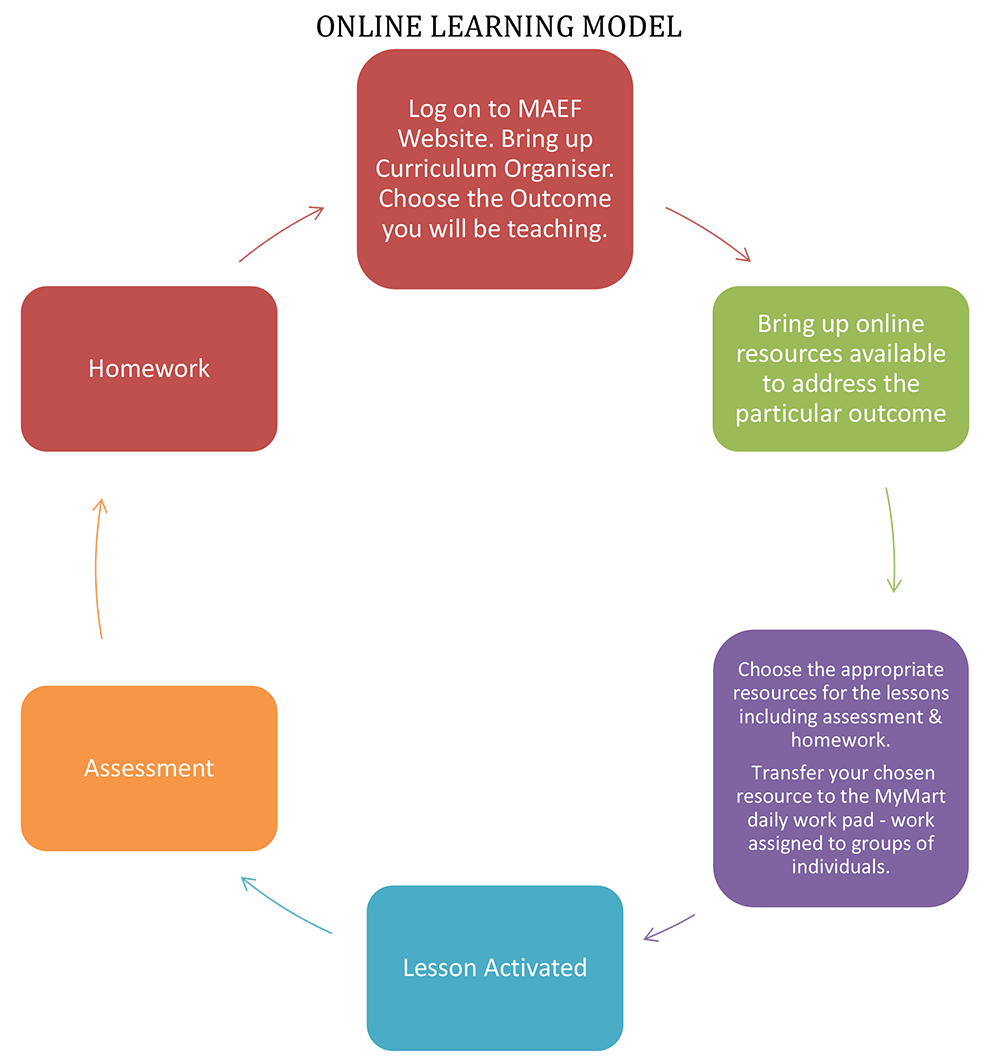 ONLINE LEARNING MODEL
Log on to MAEF
Website. Bring up
Curriculum Organiser.
Choose the Outcome
you will be teaching.
Bring up online
resources available
to address the
particular outcome
Choose the appropriate
resources for the lessons
including assessment &
homework.
Transfer your chosen
resource to the MyMart
daily work pad - work
assigned to groups of
individuals.
Lesson Activated
Assessment
Homework